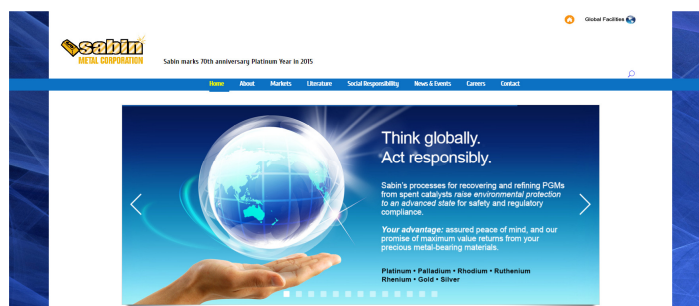 Global Facilities
sabin
METAL CORPORATION
Sabin marks 70th anniversary Platinum Year in 2015
Home About Markets Literature Social Responsibility News & Events Careers Contact
Think globally.
Act responsibly.
Sabin's processes for recovering and refining PGMs
from spent catalysts raise environmental protection
to an advanced state for safety and regulatory
compliance.
Your advantage: assured peace of mind, and our
promise of maximum value returns from your
precious metal-bearing materials.
Platinum • Palladium • Rhodium • Ruthenium
Rhenium • Gold • Silver